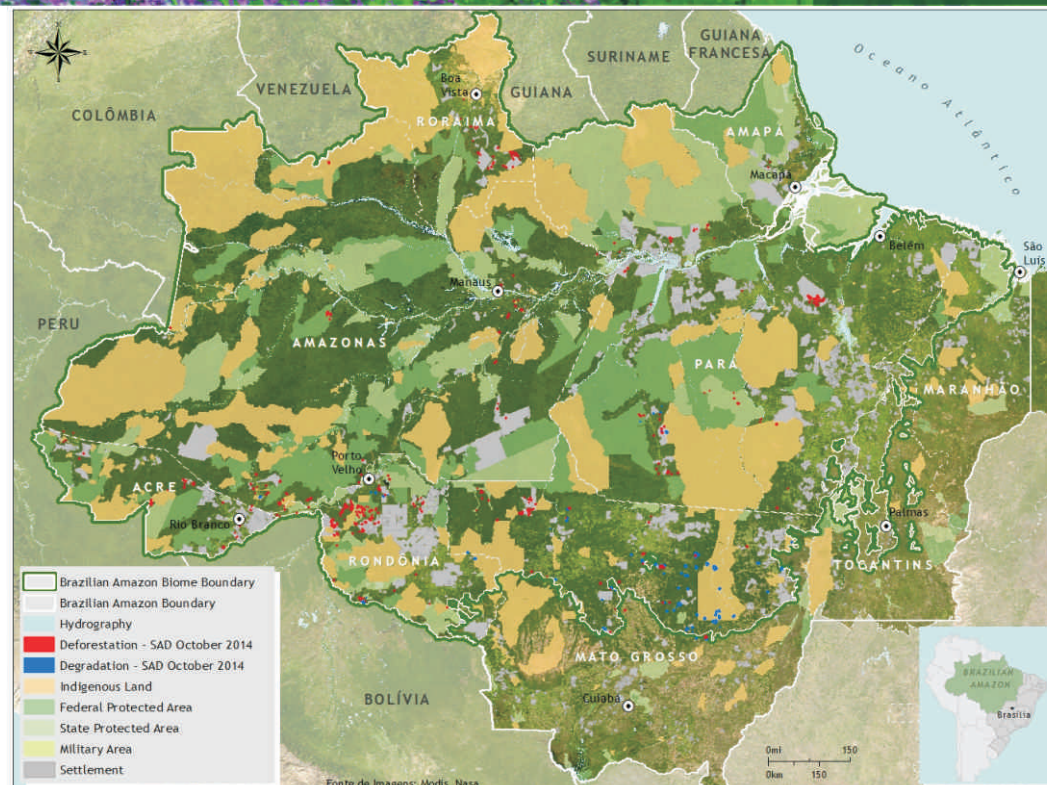 N
GUIANA
FRANCESA
SURINAME
Oceano Atlântico
VENEZUELA
GUIANA
COLÔMBIA
Boa
Vista
RORAIMA
AMAPÁ
Macapá
Belém
São
Luís
Manaus
PERU
AMAZONAS
PARÁ
MARANHÃO
Porto
Velho
ACRE
Rio Branco
Palmas
RONDÔNIA
TOCANTINS
MATO GROSSO
BOLÍVIA
Cuiabá
Brazilian Amazon Biome Boundary
Brazilian Amazon Boundary
Hydrography
Deforestation - SAD October 2014
Degradation - SAD October 2014
Indigenous Land
Federal Protected Area
State Protected Area
Military Area
Settlement
BRAZILIAN
AMAZON
Brasília
0mi 150
0km 150
Fonte de Imagens: Modis, Nasa